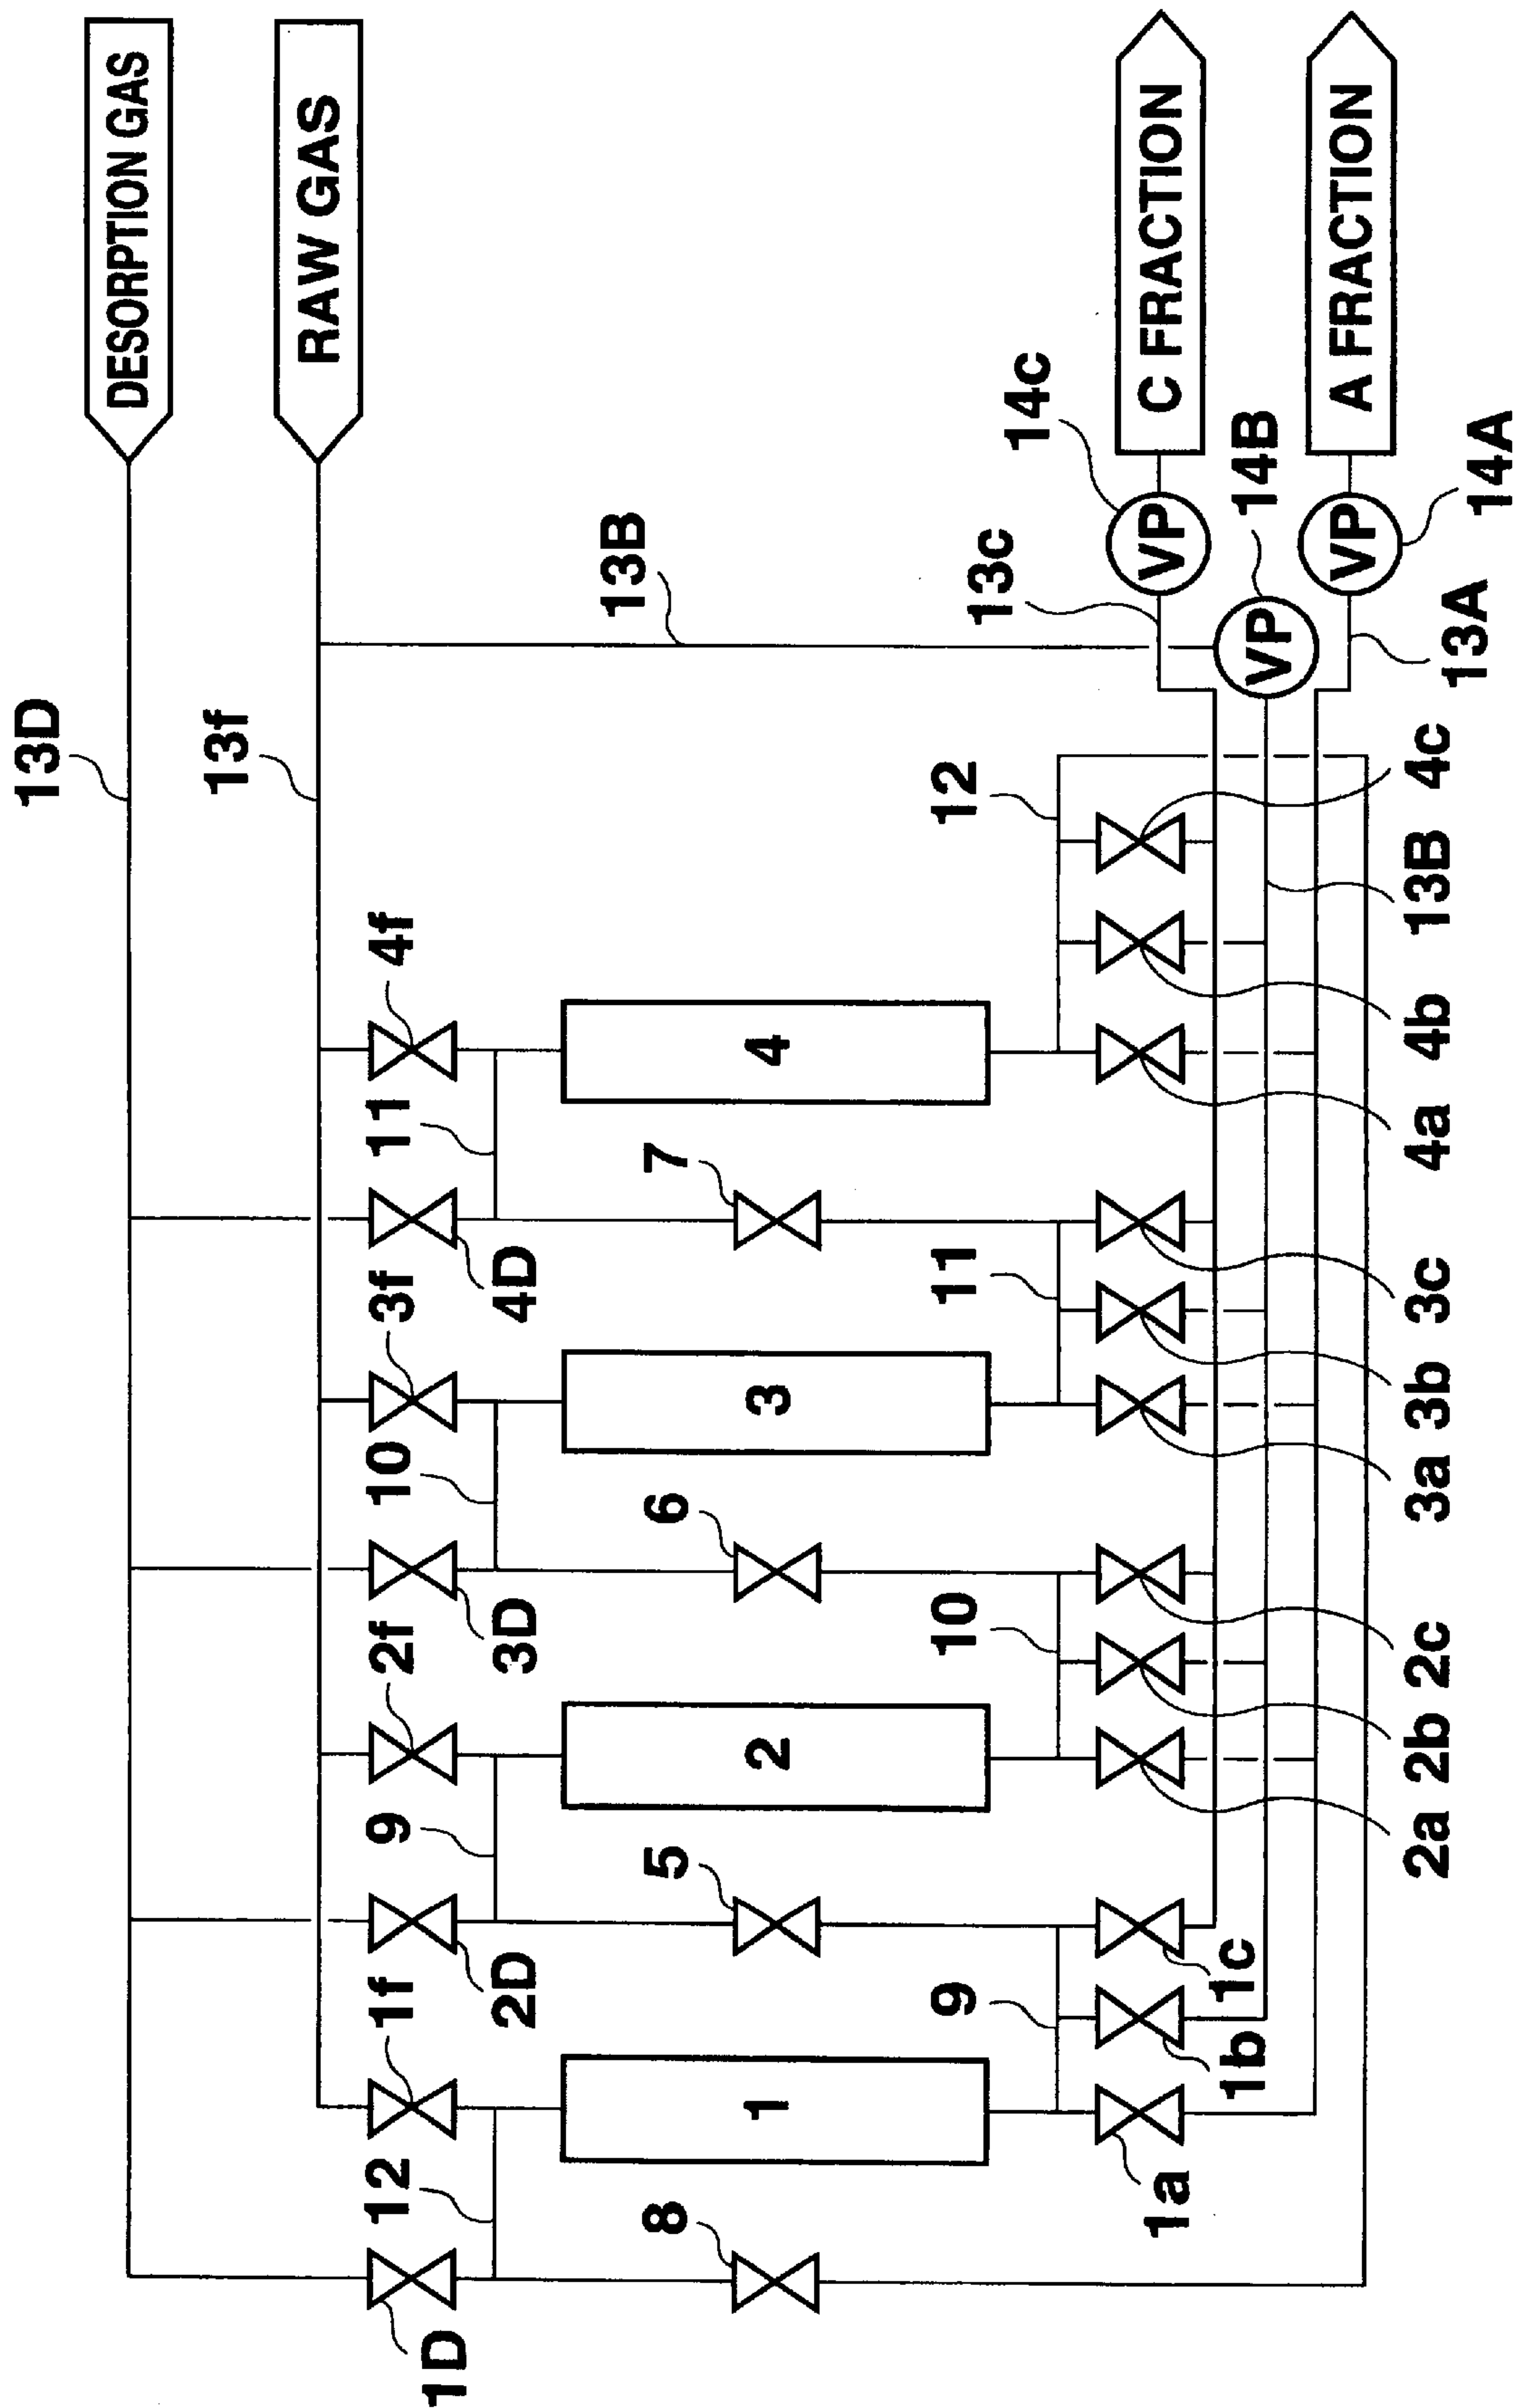 DESORPTION GAS
RAW GAS
C FRACTION
A FRACTION
13D
13f
13B
13c
14c
14B
14A
13A
VP
VP
VP
1D
12
1f
2D
9
2f
3D
10
3f
4D
11
4f
8
5
6
7
1
2
3
4
9
10
11
12
1a
1b
1c
2a
2b
2c
3a
3b
3c
4a
4b
13B
4c